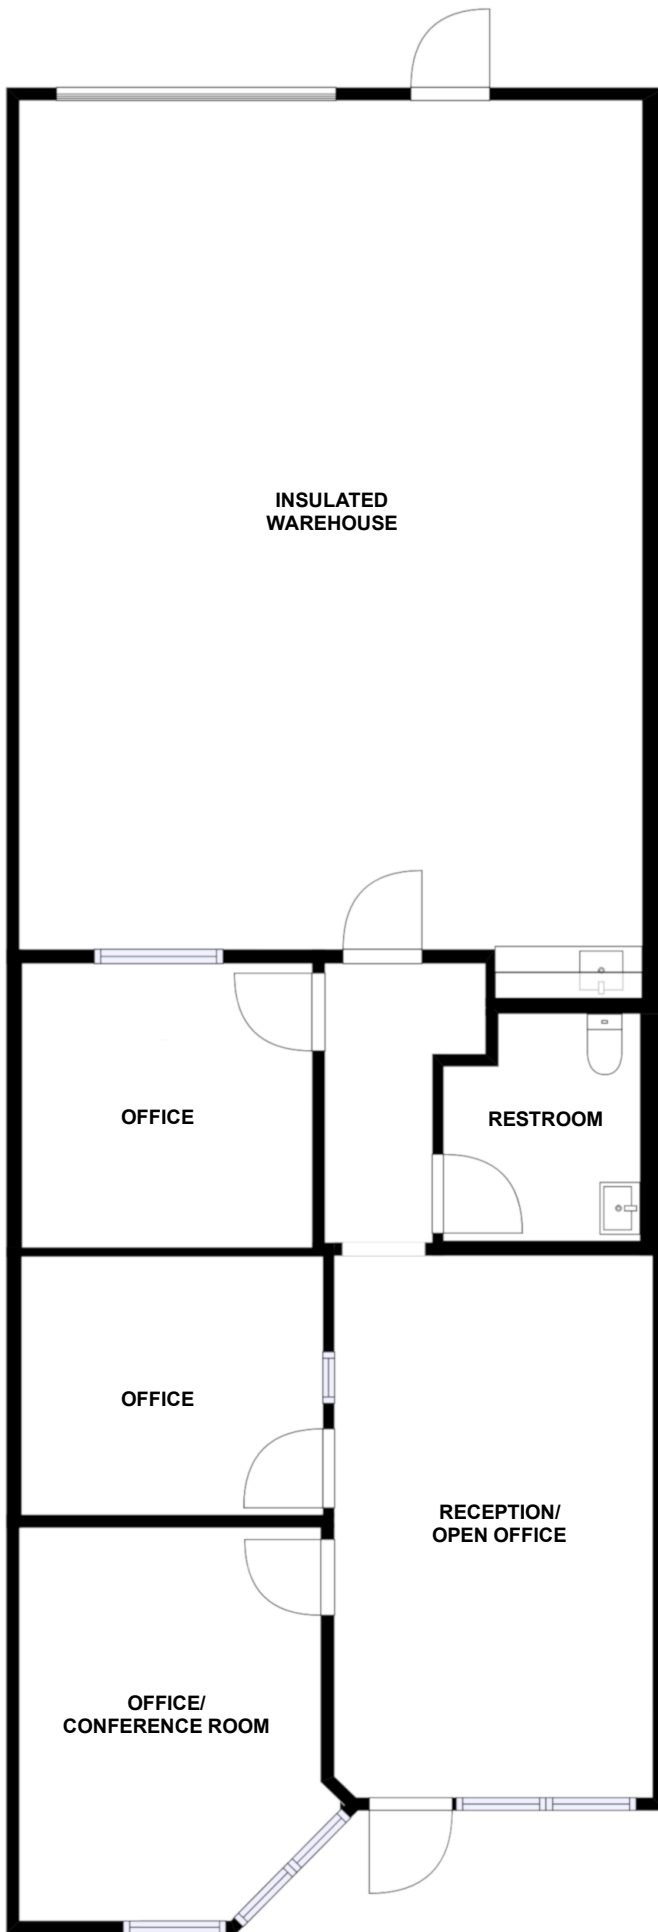 INSULATED
WAREHOUSE
OFFICE
RESTROOM
OFFICE
RECEPTION/
OPEN OFFICE
OFFICE/
CONFERENCE ROOM